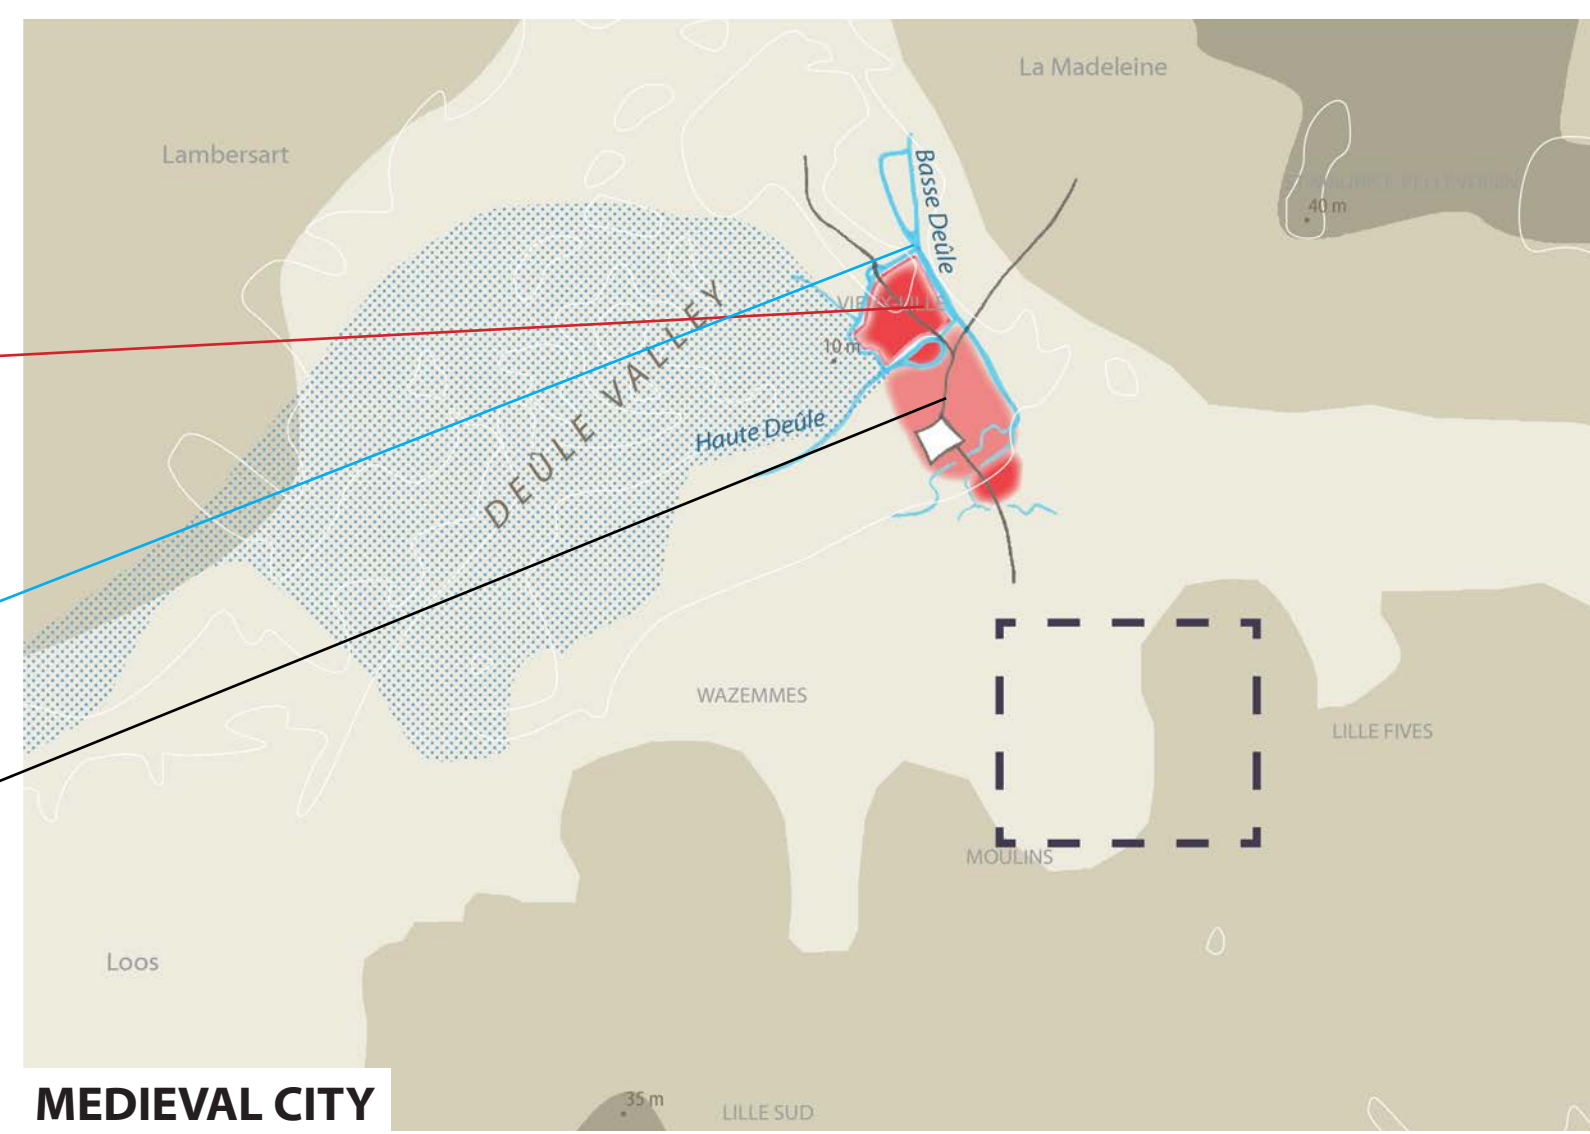 La Madeleine
Lambersart
Basse Deûle
40 m
10 m
DEÛLE VALLEY
Haute Deûle
WAZEMMES
LILLE FIVES
MOULINS
Loos
MEDIEVAL CITY
35 m
LILLE SUD